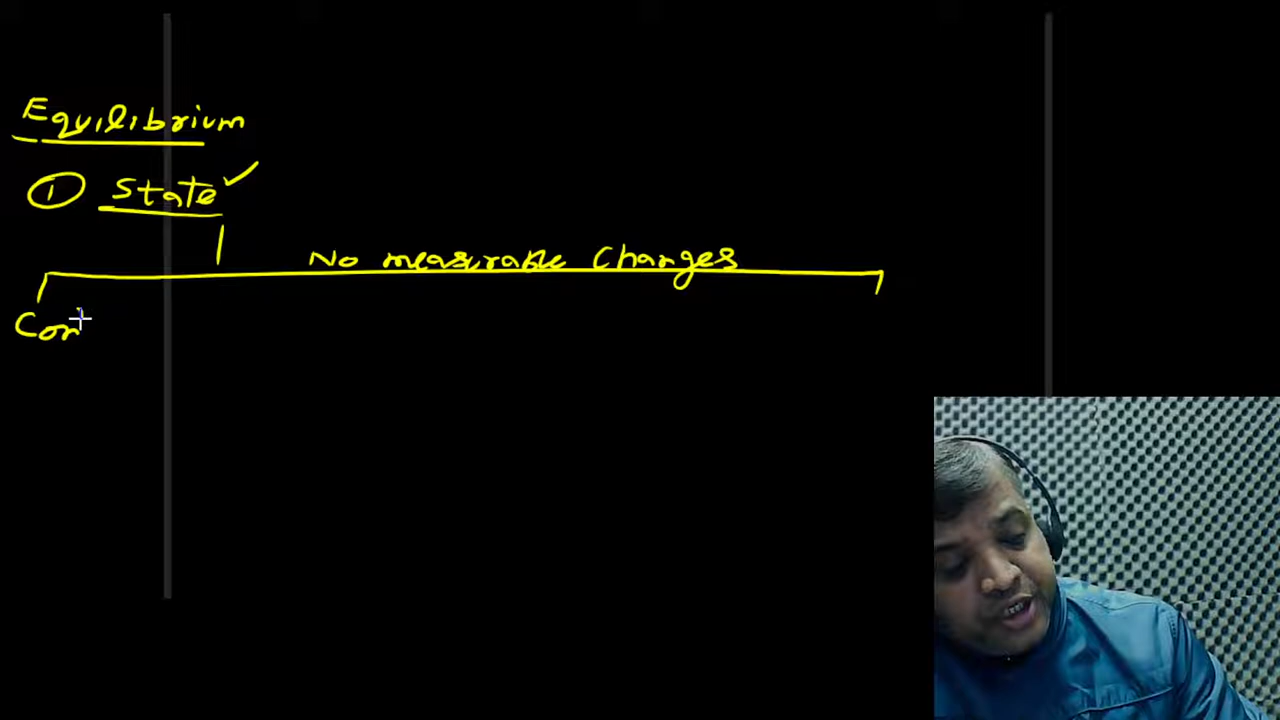 Equilibrium
① State ✓
No measurable Changes
Con